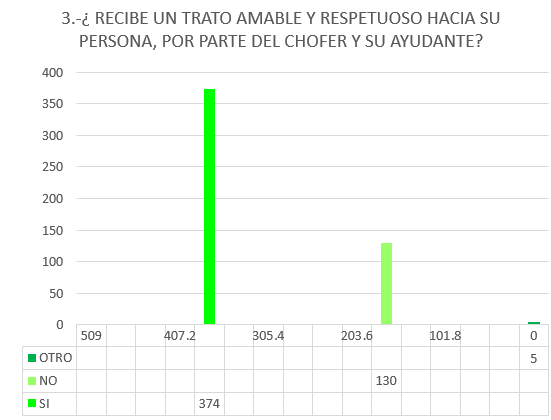 3.-¿ RECIBE UN TRATO AMABLE Y RESPETUOSO HACIA SU
PERSONA, POR PARTE DEL CHOFER Y SU AYUDANTE?
400
350
300
250
200
150
100
50
0
509 407.2 305.4 203.6 101.8 0
OTRO 5
NO 130
SI 374